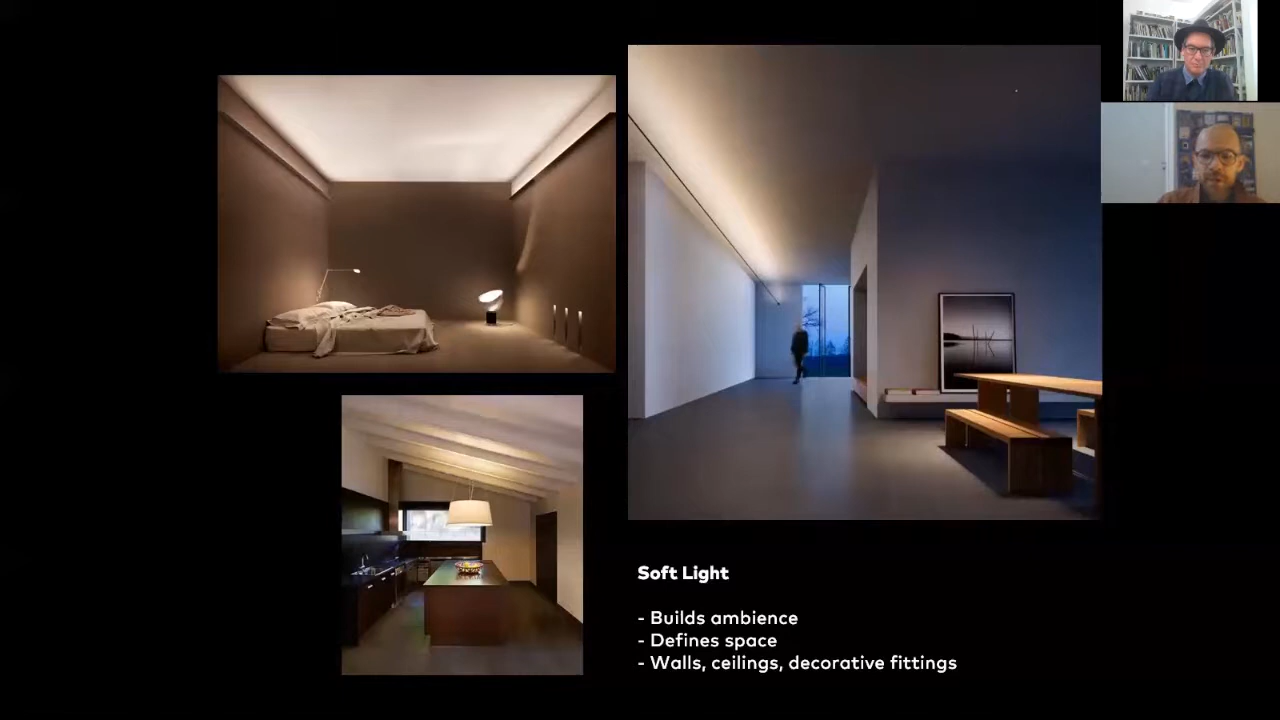 Soft Light
- Builds ambience
- Defines space
- Walls, ceilings, decorative fittings